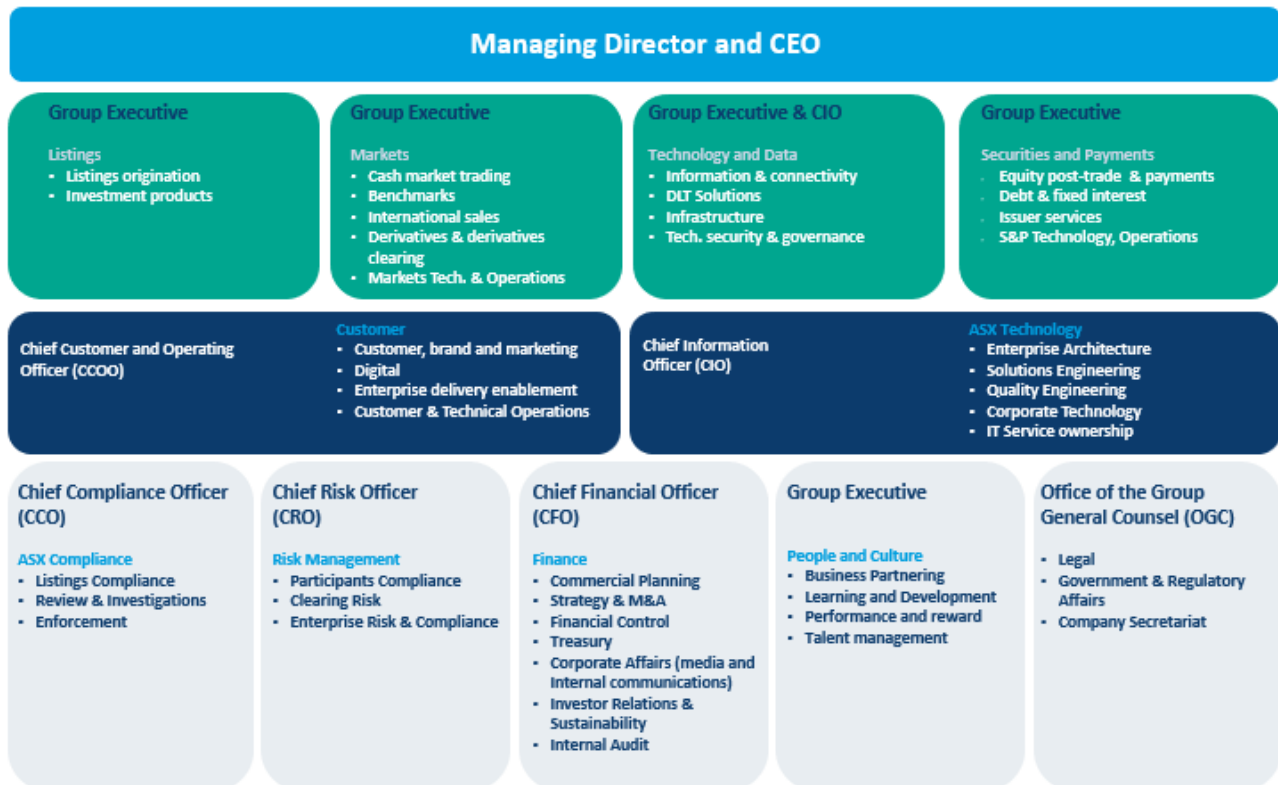 Managing Director and CEO
Group Executive
Listings
• Listings origination
• Investment products
Group Executive
Markets
• Cash market trading
• Benchmarks
• International sales
• Derivatives & derivatives
clearing
• Markets Tech. & Operations
Group Executive & CIO
Technology and Data
• Information & connectivity
• DLT Solutions
• Infrastructure
• Tech. security & governance
Group Executive
Securities and Payments
• Equity post-trade & payments
• Debt & fixed interest
• Issuer services
• S&P Technology, Operations
Chief Customer and Operating
Officer (CCOO)
Customer
• Customer, brand and marketing
• Digital
• Enterprise delivery enablement
• Customer & Technical Operations
Chief Information
Officer (CIO)
ASX Technology
• Enterprise Architecture
• Solutions Engineering
• Quality Engineering
• Corporate Technology
• IT Service ownership
Chief Compliance Officer
(CCO)
ASX Compliance
• Listings Compliance
• Review & Investigations
• Enforcement
Chief Risk Officer
(CRO)
Risk Management
• Participants Compliance
• Clearing Risk
• Enterprise Risk & Compliance
Chief Financial Officer
(CFO)
Finance
• Commercial Planning
• Strategy & M&A
• Financial Control
• Treasury
• Corporate Affairs (media and
Internal communications)
• Investor Relations &
Sustainability
• Internal Audit
Group Executive
People and Culture
• Business Partnering
• Learning and Development
• Performance and reward
• Talent management
Office of the Group
General Counsel (OGC)
• Legal
• Government & Regulatory
Affairs
• Company Secretariat